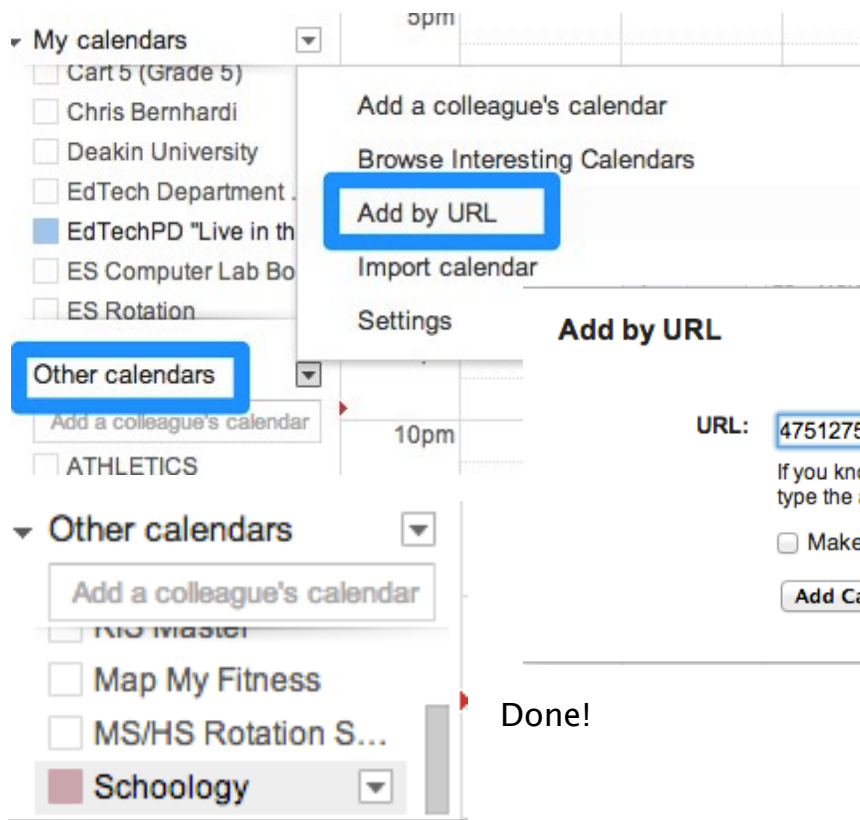 5pm
My calendars
Cart 5 (Grade 5)
Chris Bernhardi
Deakin University
EdTech Department .
EdTechPD "Live in th
ES Computer Lab Bo
ES Rotation
Add a colleague's calendar
Browse Interesting Calendars
Add by URL
Import calendar
Settings
Other calendars
Add a colleague's calendar
ATHLETICS
10pm
Add by URL
URL: 4751275
If you kno
type the
Make
Add Ca
Other calendars
Add a colleague's calendar
Map My Fitness
MS/HS Rotation S...
Schoology
Done!